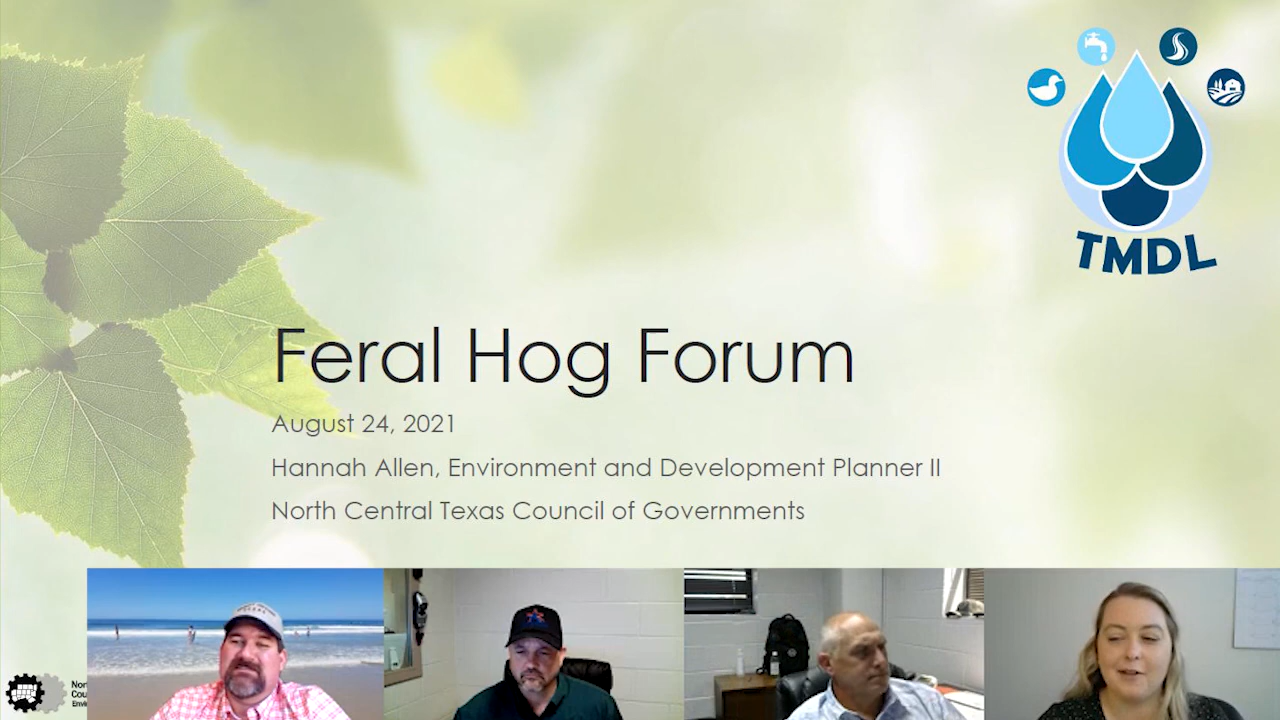 TMDL
Feral Hog Forum
August 24, 2021
Hannah Allen, Environment and Development Planner II
North Central Texas Council of Governments